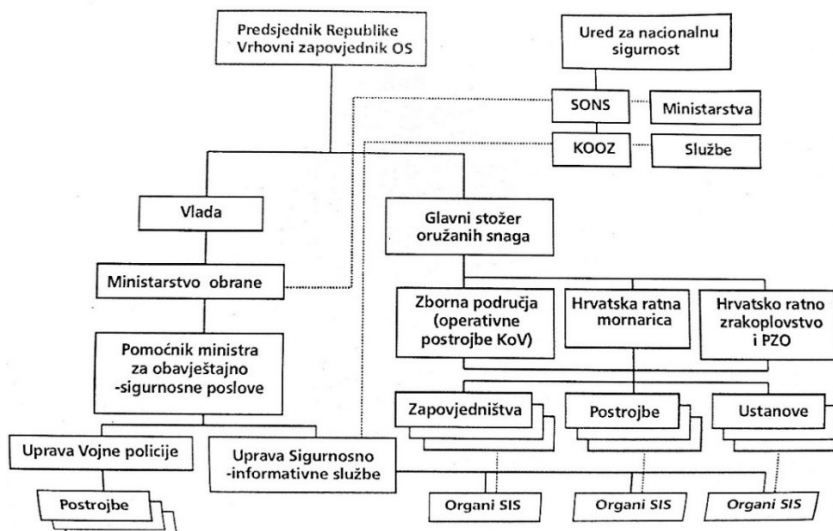 Predsjednik Republike
Vrhovni zapovjednik OS
Ured za nacionalnu
sigurnost
SONS
Ministarstva
KOOZ
Službe
Vlada
Glavni stožer
oružanih snaga
Ministarstvo obrane
Zborna područja
(operativne
postrojbe KoV)
Hrvatska ratna
mornarica
Hrvatsko ratno
zrakoplovstvo
i PZO
Pomoćnik ministra
za obavještajno
-sigurnosne poslove
Zapovjedništva
Postrojbe
Ustanove
Uprava Vojne policije
Uprava Sigurnosno
-informativne službe
Postrojbe
Organi SIS
Organi SIS
Organi SIS